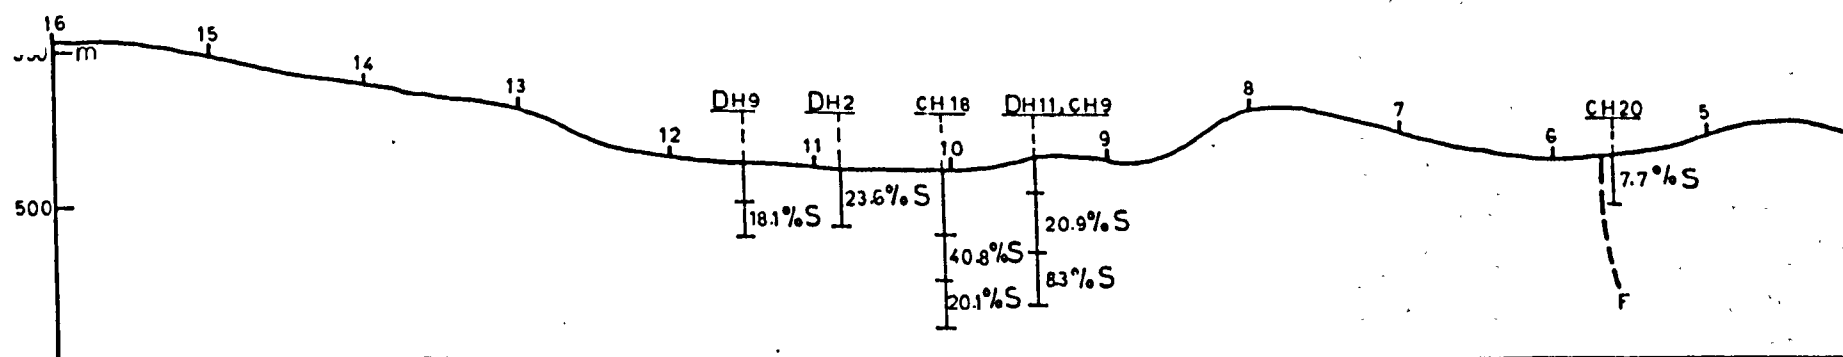 16
15
m
14
13
DH9
DH2
CH18
DH11,CH9
8
7
CH20
5
12
11
10
9
6
7.7%S
23.6%S
500
18.1%S
20.9%S
40.8%S
8.3%S
20.1%S
F